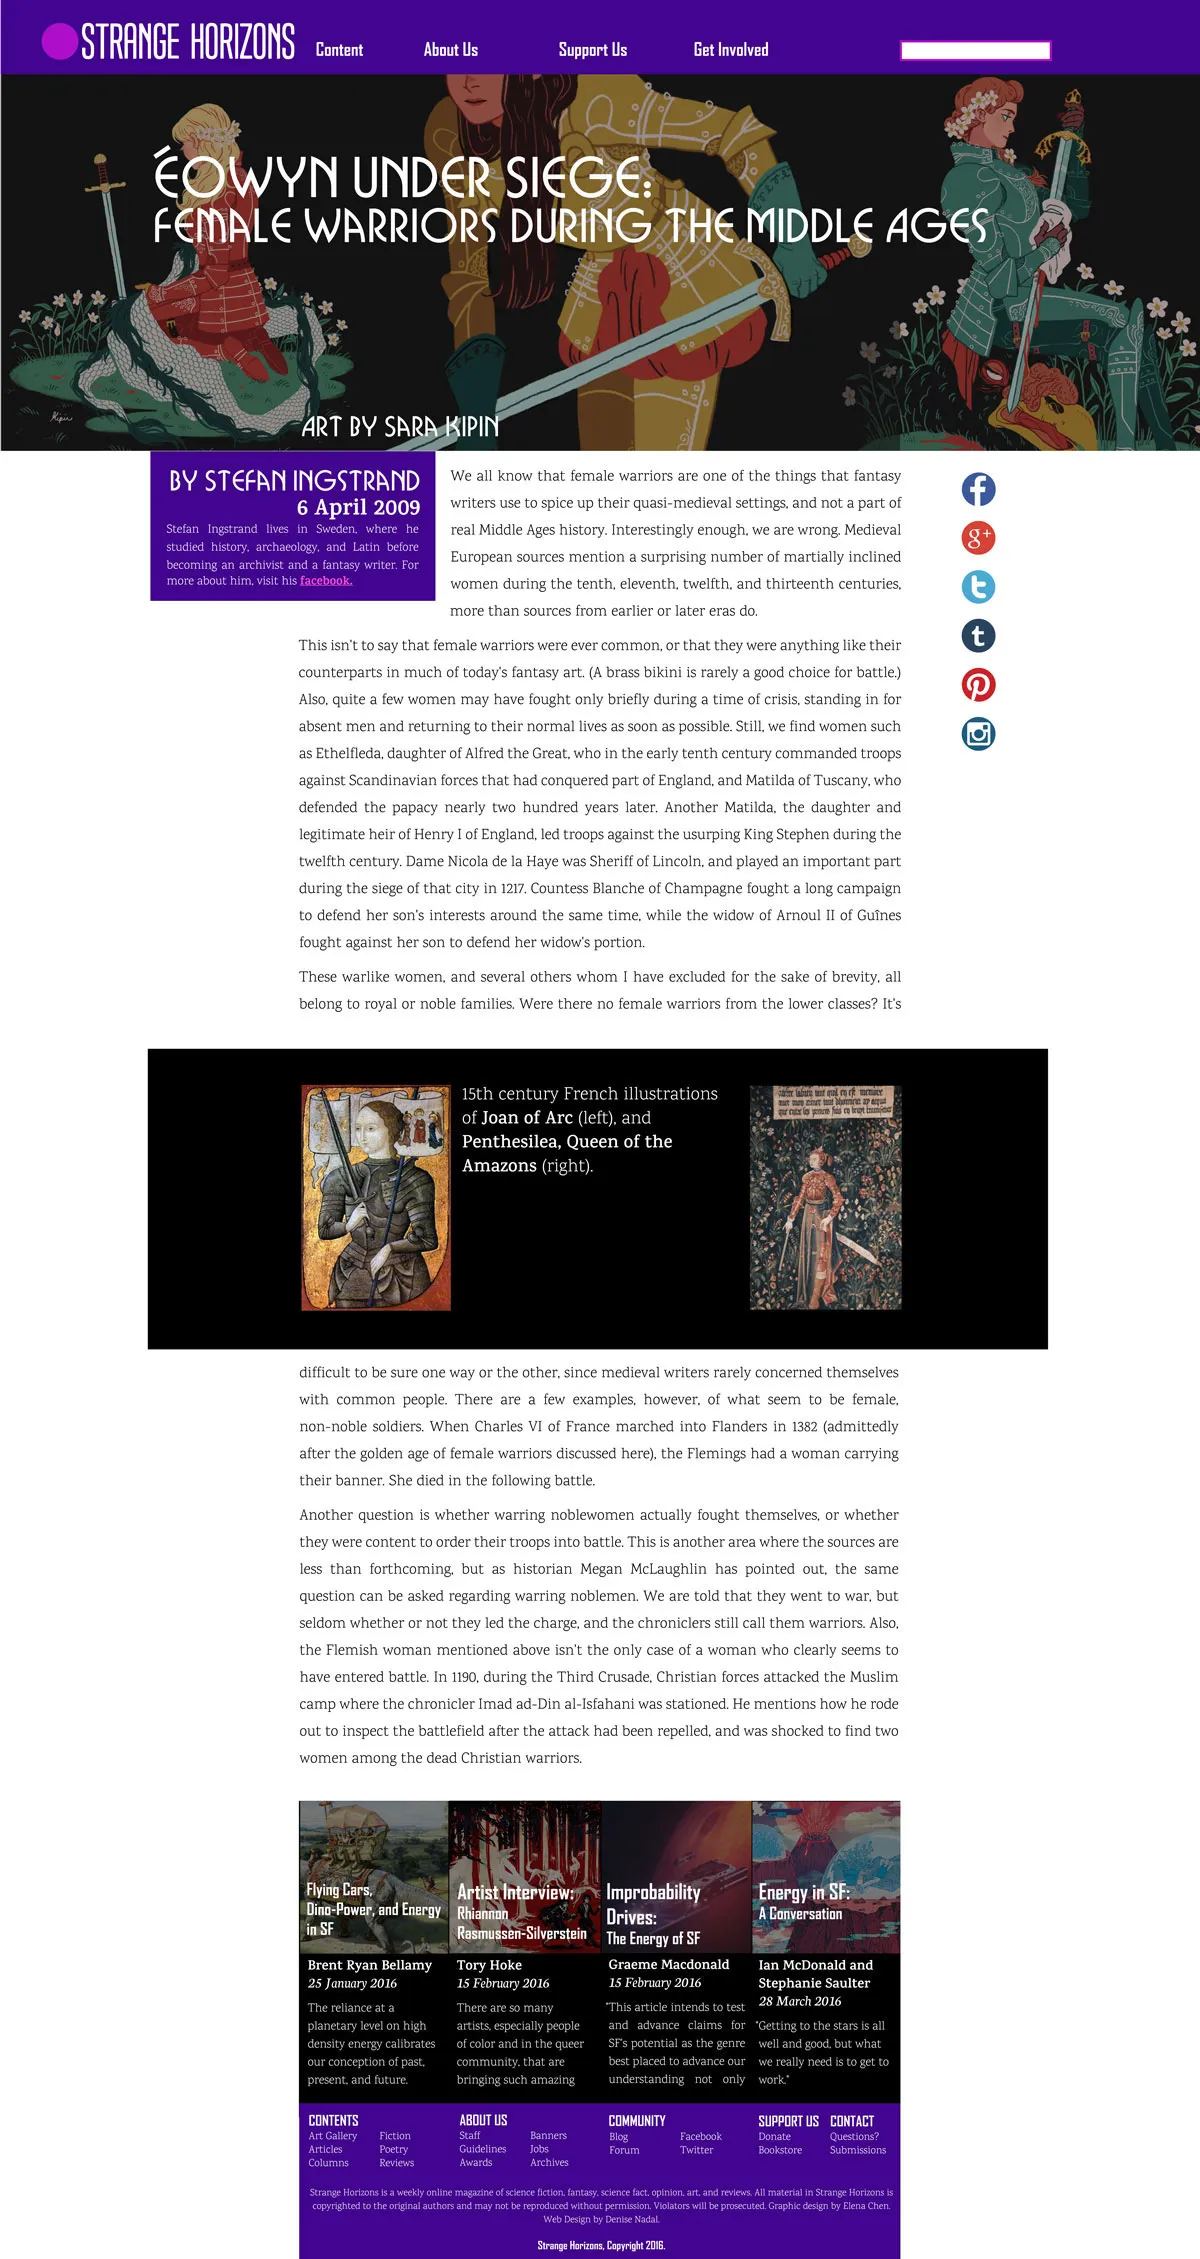 STRANGE HORIZONS
Content
About Us
Support Us
Get Involved
ÉOWYN UNDER SIEGE:
FEMALE WARRIORS DURING THE MIDDLE AGES
Kipin
ART BY SARA KIPIN
BY STEFAN INGSTRAND
6 April 2009
Stefan Ingstrand lives in Sweden, where he
studied history, archaeology, and Latin before
becoming an archivist and a fantasy writer. For
more about him, visit his facebook.
We all know that female warriors are one of the things that fantasy
writers use to spice up their quasi-medieval settings, and not a part of
real Middle Ages history. Interestingly enough, we are wrong. Medieval
European sources mention a surprising number of martially inclined
women during the tenth, eleventh, twelfth, and thirteenth centuries,
more than sources from earlier or later eras do.
This isn't to say that female warriors were ever common, or that they were anything like their
counterparts in much of today's fantasy art. (A brass bikini is rarely a good choice for battle.)
Also, quite a few women may have fought only briefly during a time of crisis, standing in for
absent men and returning to their normal lives as soon as possible. Still, we find women such
as Ethelfleda, daughter of Alfred the Great, who in the early tenth century commanded troops
against Scandinavian forces that had conquered part of England, and Matilda of Tuscany, who
defended the papacy nearly two hundred years later. Another Matilda, the daughter and
legitimate heir of Henry I of England, led troops against the usurping King Stephen during the
twelfth century. Dame Nicola de la Haye was Sheriff of Lincoln, and played an important part
during the siege of that city in 1217. Countess Blanche of Champagne fought a long campaign
to defend her son's interests around the same time, while the widow of Arnoul II of Guînes
fought against her son to defend her widow's portion.
These warlike women, and several others whom I have excluded for the sake of brevity, all
belong to royal or noble families. Were there no female warriors from the lower classes? It's
15th century French illustrations
of Joan of Arc (left), and
Penthesilea, Queen of the
Amazons (right).
difficult to be sure one way or the other, since medieval writers rarely concerned themselves
with common people. There are a few examples, however, of what seem to be female,
non-noble soldiers. When Charles VI of France marched into Flanders in 1382 (admittedly
after the golden age of female warriors discussed here), the Flemings had a woman carrying
their banner. She died in the following battle.
Another question is whether warring noblewomen actually fought themselves, or whether
they were content to order their troops into battle. This is another area where the sources are
less than forthcoming, but as historian Megan McLaughlin has pointed out, the same
question can be asked regarding warring noblemen. We are told that they went to war, but
seldom whether or not they led the charge, and the chroniclers still call them warriors. Also,
the Flemish woman mentioned above isn't the only case of a woman who clearly seems to
have entered battle. In 1190, during the Third Crusade, Christian forces attacked the Muslim
camp where the chronicler Imad ad-Din al-Isfahani was stationed. He mentions how he rode
out to inspect the battlefield after the attack had been repelled, and was shocked to find two
women among the dead Christian warriors.
Flying Cars,
Dino-Power, and Energy
in SF
Brent Ryan Bellamy
25 January 2016
The reliance at a
planetary level on high
density energy calibrates
our conception of past,
present, and future.
Artist Interview:
Rhiannon
Rasmussen-Silverstein
Tory Hoke
15 February 2016
There are so many
artists, especially people
of color and in the queer
community, that are
bringing such amazing
Improbability
Drives:
The Energy of SF
Graeme Macdonald
15 February 2016
"This article intends to test
and advance claims for
SF's potential as the genre
best placed to advance our
understanding not only
Energy in SF:
A Conversation
Ian McDonald and
Stephanie Saulter
28 March 2016
"Getting to the stars is all
well and good, but what
we really need is to get to
work."
CONTENTS
Art Gallery Fiction
Articles Poetry
Columns Reviews
ABOUT US
Staff Banners
Guidelines Jobs
Awards Archives
COMMUNITY
Blog Facebook
Forum Twitter
SUPPORT US
Donate
Bookstore
CONTACT
Questions?
Submissions
Strange Horizons is a weekly online magazine of science fiction, fantasy, science fact, opinion, art, and reviews. All material in Strange Horizons is
copyrighted to the original authors and may not be reproduced without permission. Violators will be prosecuted. Graphic design by Elena Chen.
Web Design by Denise Nadal.
Strange Horizons, Copyright 2016.